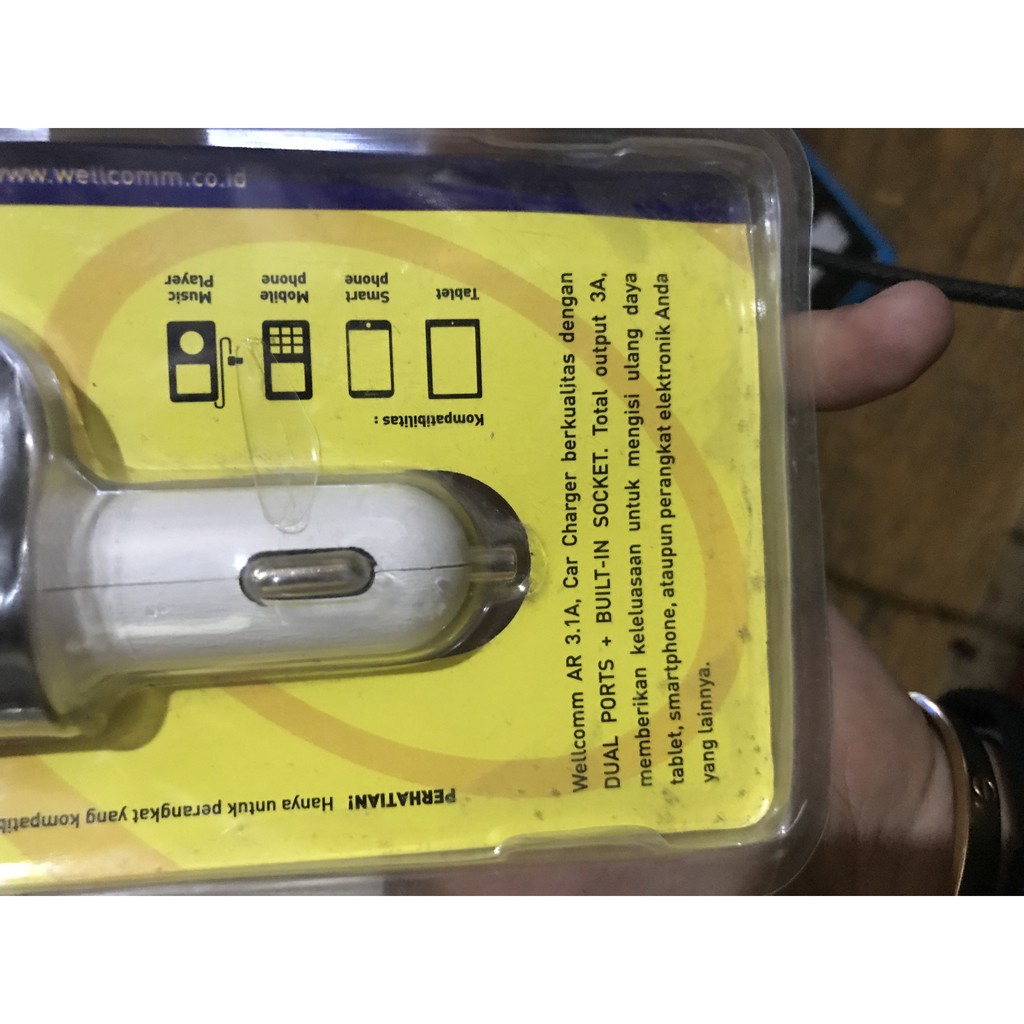 www.wellcomm.co.id
Kompatibilitas :
Tablet
Smart
phone
Mobile
phone
Music
Player
Wellcomm AR 3.1A, Car Charger berkualitas dengan
DUAL PORTS + BUILT-IN SOCKET. Total output 3A,
memberikan keleluasaan untuk mengisi ulang daya
tablet, smartphone, ataupun perangkat elektronik Anda
yang lainnya.
PERHATIAN! Hanya untuk perangkat yang